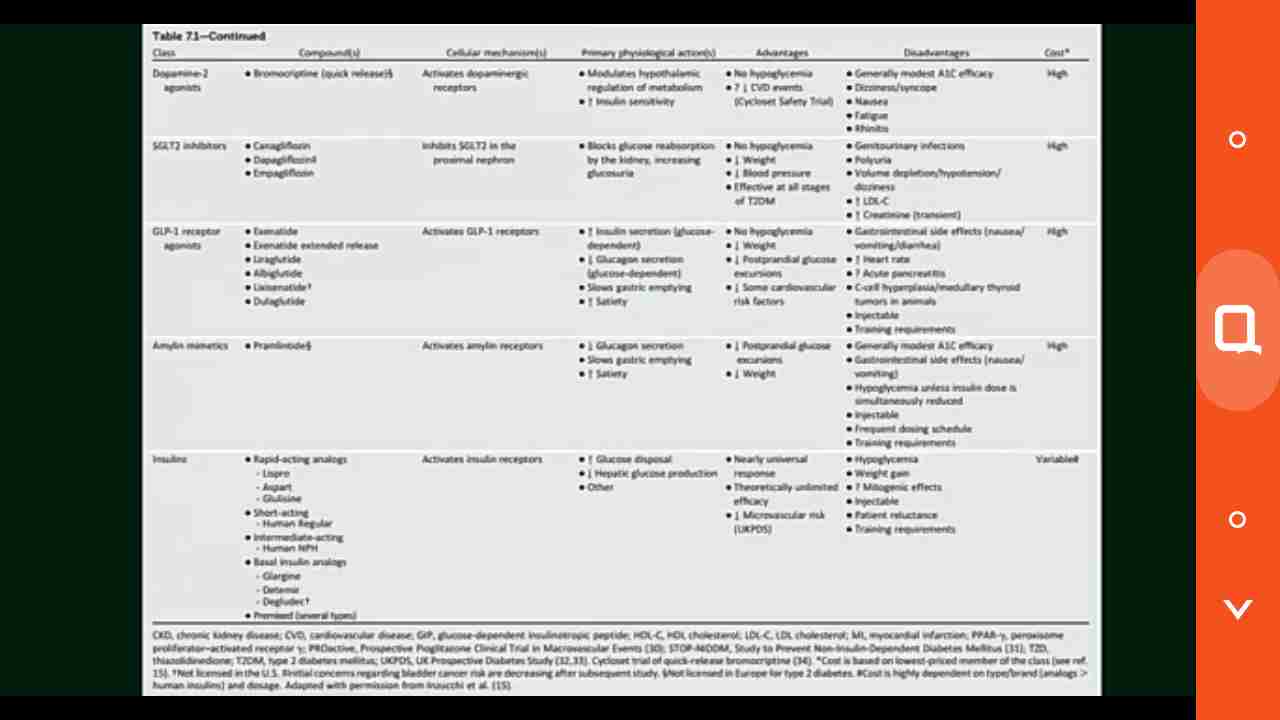 Table 7.1—Continued
Class Compound(s) Cellular mechanism(s) Primary physiological action(s) Advantages Disadvantages Cost*
Dopamine-2 agonists
• Bromocriptine (quick release)§
Activates dopaminergic
receptors
• Modulates hypothalamic
regulation of metabolism
• ↑ Insulin sensitivity
• No hypoglycemia
• ? ↓ CVD events
(Cycloset Safety Trial)
• Generally modest A1C efficacy
• Dizziness/syncope
• Nausea
• Fatigue
• Rhinitis
High
SGLT2 inhibitors
• Canagliflozin
• Dapagliflozin‡
• Empagliflozin
Inhibits SGLT2 in the
proximal nephron
• Blocks glucose reabsorption
by the kidney, increasing
glucosuria
• No hypoglycemia
• ↓ Weight
• ↓ Blood pressure
• Effective at all stages
of T2DM
• Genitourinary infections
• Polyuria
• Volume depletion/hypotension/
dizziness
• ↑ LDL-C
• ↑ Creatinine (transient)
High
GLP-1 receptor
agonists
• Exenatide
• Exenatide extended release
• Liraglutide
• Albiglutide
• Lixisenatide†
• Dulaglutide
Activates GLP-1 receptors
• ↑ Insulin secretion (glucose-
dependent)
• ↓ Glucagon secretion
(glucose-dependent)
• Slows gastric emptying
• ↑ Satiety
• No hypoglycemia
• ↓ Weight
• ↓ Postprandial glucose
excursions
• ↓ Some cardiovascular
risk factors
• Gastrointestinal side effects (nausea/
vomiting/diarrhea)
• ↑ Heart rate
• ? Acute pancreatitis
• C-cell hyperplasia/medullary thyroid
tumors in animals
• Injectable
• Training requirements
High
Amylin mimetics
• Pramlintide§
Activates amylin receptors
• ↓ Glucagon secretion
• Slows gastric emptying
• ↑ Satiety
• ↓ Postprandial glucose
excursions
• ↓ Weight
• Generally modest A1C efficacy
• Gastrointestinal side effects (nausea/
vomiting)
• Hypoglycemia unless insulin dose is
simultaneously reduced
• Injectable
• Frequent dosing schedule
• Training requirements
High
Insulins
• Rapid-acting analogs
- Lispro
- Aspart
- Glulisine
• Short-acting
- Human Regular
• Intermediate-acting
- Human NPH
• Basal insulin analogs
- Glargine
- Detemir
- Degludec†
• Premixed (several types)
Activates insulin receptors
• ↑ Glucose disposal
• ↓ Hepatic glucose production
• Other
• Nearly universal
response
• Theoretically unlimited
efficacy
• ↓ Microvascular risk
(UKPDS)
• Hypoglycemia
• Weight gain
• ? Mitogenic effects
• Injectable
• Patient reluctance
• Training requirements
Variable#
CKD, chronic kidney disease; CVD, cardiovascular disease; GIP, glucose-dependent insulinotropic peptide; HDL-C, HDL cholesterol; LDL-C, LDL cholesterol; MI, myocardial infarction; PPAR-γ, peroxisome
proliferator–activated receptor γ; PROactive, Prospective Pioglitazone Clinical Trial in Macrovascular Events (30); STOP-NIDDM, Study to Prevent Non-Insulin-Dependent Diabetes Mellitus (31); TZD,
thiazolidinedione; T2DM, type 2 diabetes mellitus; UKPDS, UK Prospective Diabetes Study (32,33). Cycloset trial of quick-release bromocriptine (34). *Cost is based on lowest-priced member of the class (see ref.
15). †Not licensed in the U.S. ‡Initial concerns regarding bladder cancer risk are decreasing after subsequent study. §Not licensed in Europe for type 2 diabetes. #Cost is highly dependent on type/brand (analogs >
human insulins) and dosage. Adapted with permission from Inzucchi et al. (15).